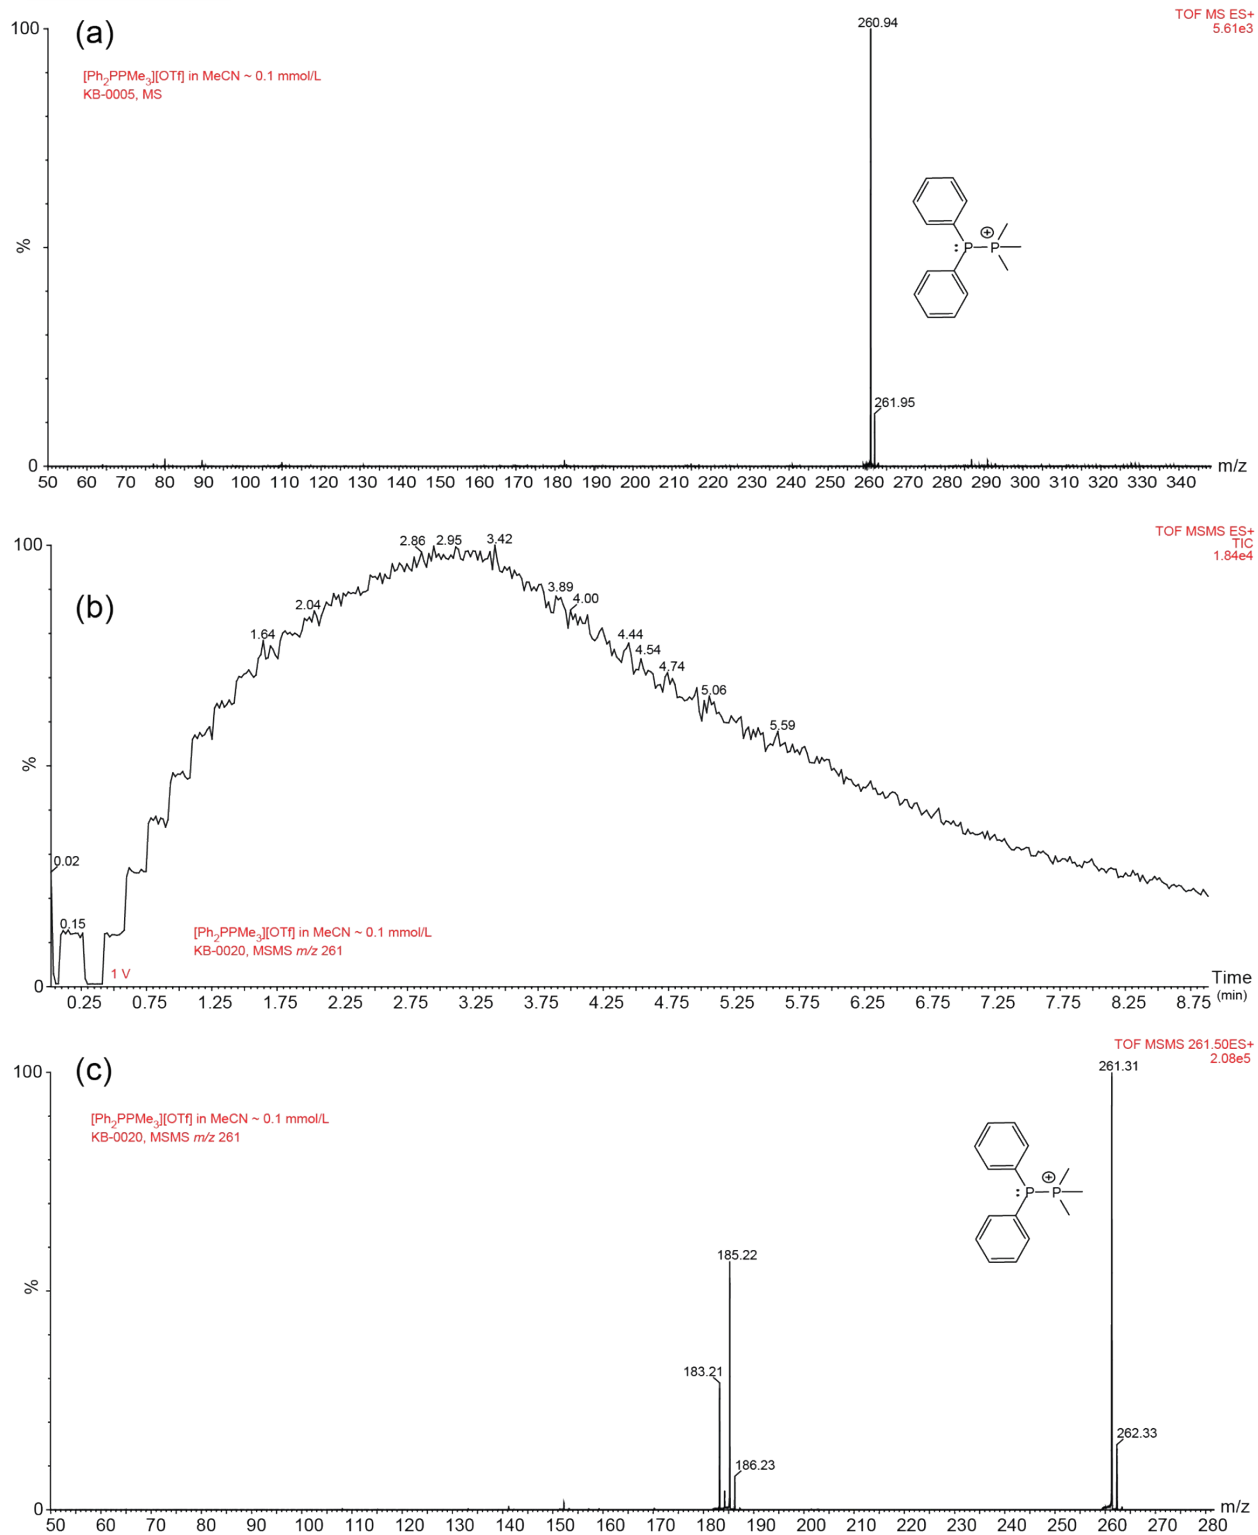 (a)
TOF MS ES+
5.61e3
100
260.94
[Ph2PPMe3][OTf] in MeCN ~ 0.1 mmol/L
KB-0005, MS
%
P P
⊕
261.95
0
m/z
50 60 70 80 90 100 110 120 130 140 150 160 170 180 190 200 210 220 230 240 250 260 270 280 290 300 310 320 330 340
(b)
TOF MSMS ES+
TIC
1.84e4
100
2.86 2.95 3.42
3.89
4.00
2.04
1.64
4.44
4.54
4.74
5.06
5.59
%
0.02
0.15
[Ph2PPMe3][OTf] in MeCN ~ 0.1 mmol/L
KB-0020, MSMS m/z 261
1 V
0
Time
(min)
0.25 0.75 1.25 1.75 2.25 2.75 3.25 3.75 4.25 4.75 5.25 5.75 6.25 6.75 7.25 7.75 8.25 8.75
(c)
TOF MSMS 261.50ES+
2.08e5
100
261.31
[Ph2PPMe3][OTf] in MeCN ~ 0.1 mmol/L
KB-0020, MSMS m/z 261
⊕
P P
185.22
%
183.21
262.33
186.23
0
m/z
50 60 70 80 90 100 110 120 130 140 150 160 170 180 190 200 210 220 230 240 250 260 270 280